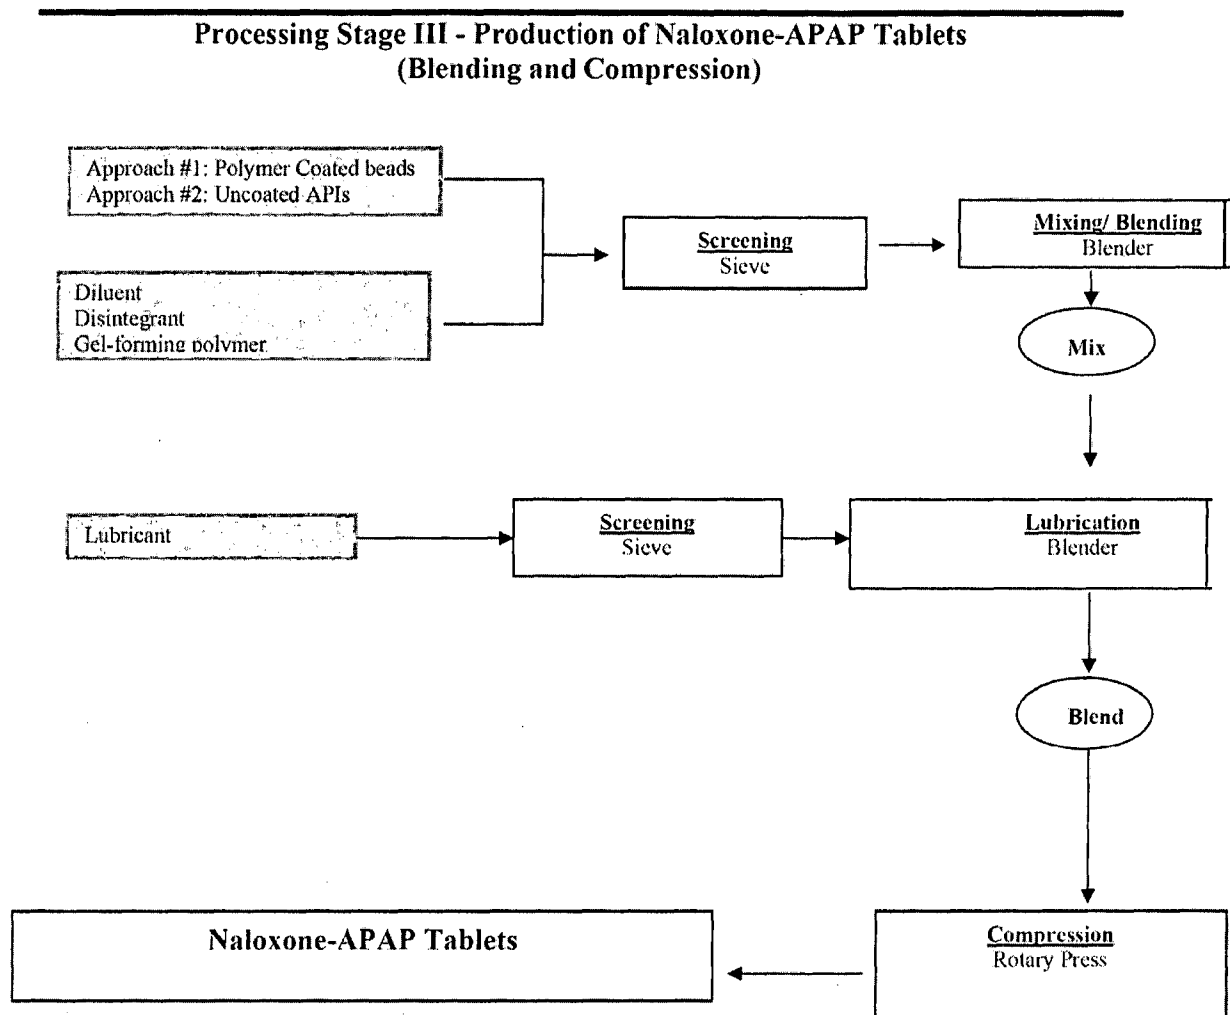 Processing Stage III - Production of Naloxone-APAP Tablets
(Blending and Compression)
Approach #1: Polymer Coated beads
Approach #2: Uncoated APIs
Diluent
Disintegrant
Gel-forming polymer
Screening
Sieve
Mixing/ Blending
Blender
Mix
Lubricant
Screening
Sieve
Lubrication
Blender
Blend
Naloxone-APAP Tablets
Compression
Rotary Press